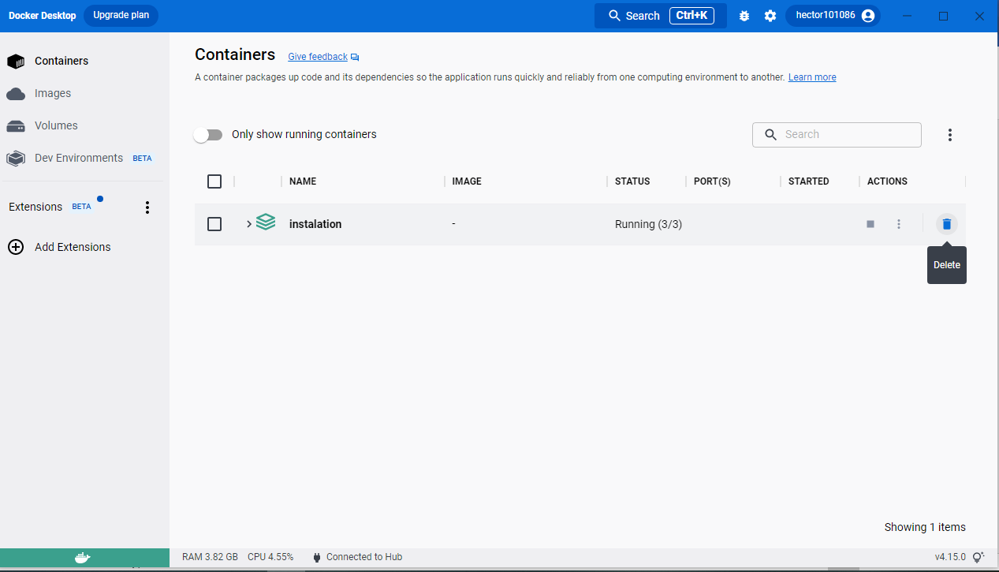 Docker Desktop Upgrade plan Search Ctrl+K hector101086
Containers
Images
Volumes
Dev Environments BETA
Extensions BETA
Add Extensions
Containers Give feedback
A container packages up code and its dependencies so the application runs quickly and reliably from one computing environment to another. Learn more
Only show running containers Search
NAME IMAGE STATUS PORT(S) STARTED ACTIONS
instalation - Running (3/3)
Delete
Showing 1 items
RAM 3.82 GB CPU 4.55% Connected to Hub v4.15.0